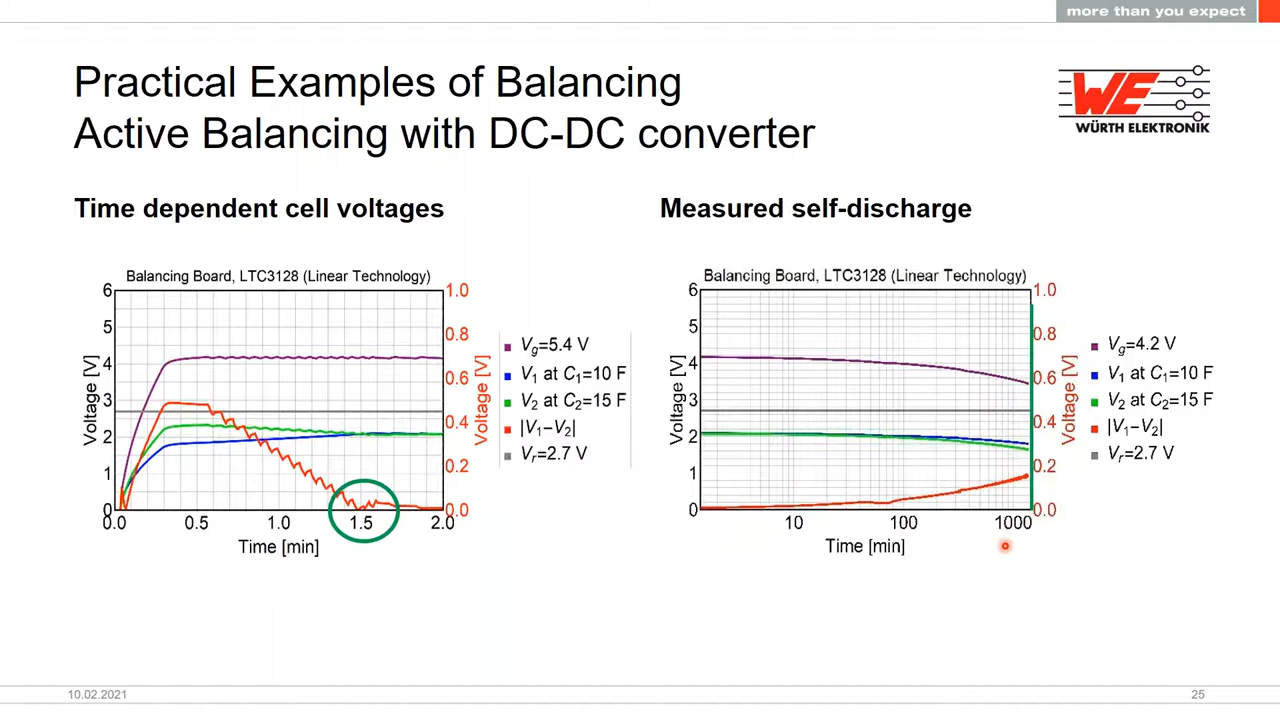 more than you expect
Practical Examples of Balancing
Active Balancing with DC-DC converter
WE
WÜRTH ELEKTRONIK
Time dependent cell voltages
Balancing Board, LTC3128 (Linear Technology)
6
5
4
3
2
1
0
Voltage [V]
1.0
0.8
0.6
0.4
0.2
0.0
Voltage [V]
0.0 0.5 1.0 1.5 2.0
Time [min]
Vg=5.4 V
V1 at C1=10 F
V2 at C2=15 F
|V1−V2|
Vr=2.7 V
Measured self-discharge
Balancing Board, LTC3128 (Linear Technology)
6
5
4
3
2
1
0
Voltage [V]
1.0
0.8
0.6
0.4
0.2
0.0
Voltage [V]
10 100 1000
Time [min]
Vg=4.2 V
V1 at C1=10 F
V2 at C2=15 F
|V1−V2|
Vr=2.7 V
10.02.2021
25